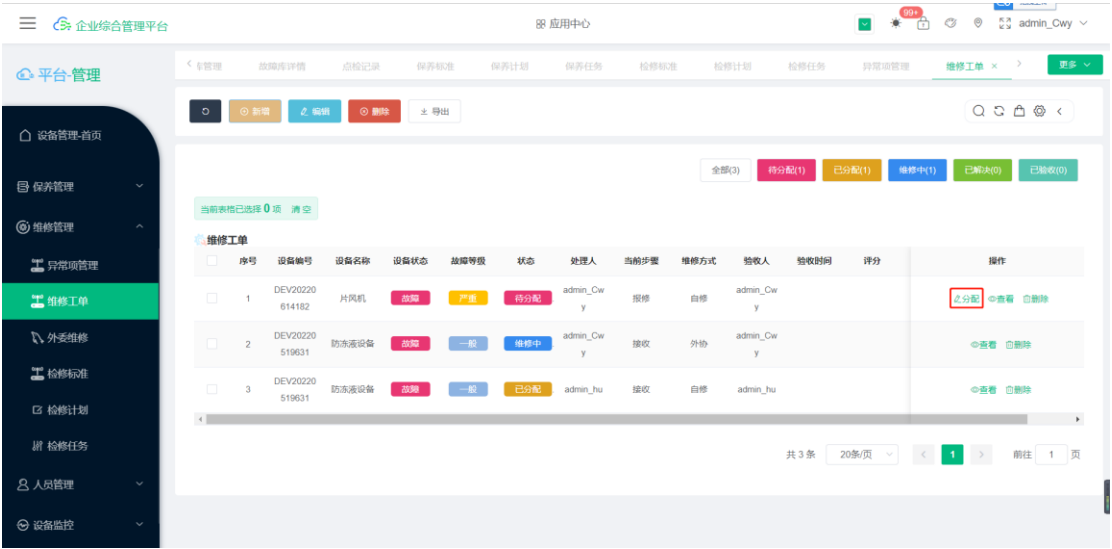 企业综合管理平台
应用中心
99+
admin_Cwy
平台-管理
故障库详情 点检记录 保养标准 保养计划 保养任务 检修标准 检修计划 检修任务 异常项管理 维修工单 × 更多
新增 编辑 删除 导出
设备管理-首页
保养管理
维修管理
异常项管理
维修工单
外委维修
检修标准
检修计划
检修任务
人员管理
设备监控
全部(3) 待分配(1) 已分配(1) 维修中(1) 已解决(0) 已验收(0)
当前表格已选择 0 项 清空
维修工单
序号 设备编号 设备名称 设备状态 故障等级 状态 处理人 当前步骤 维修方式 验收人 验收时间 评分 操作
1 DEV20220614182 片风机 故障 严重 待分配 admin_Cwy 报修 自修 admin_Cwy 分配 查看 删除
2 DEV20220519631 防冻液设备 故障 一般 维修中 admin_Cwy 接收 外协 admin_Cwy 查看 删除
3 DEV20220519631 防冻液设备 故障 一般 已分配 admin_hu 接收 自修 admin_hu 查看 删除
共 3 条 20条/页 1 前往 1 页